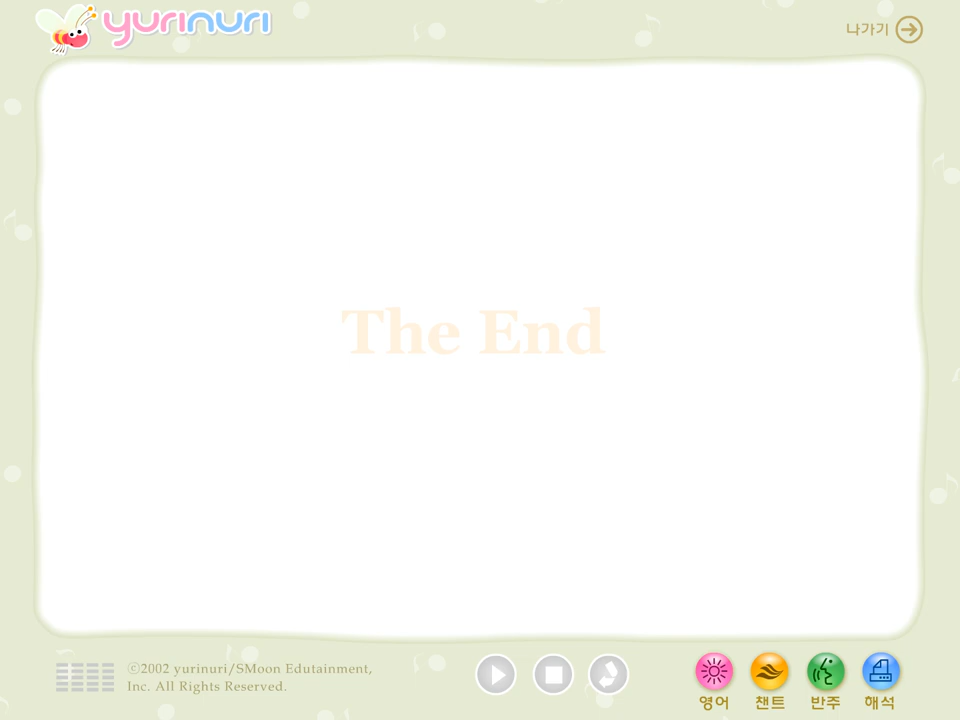 yurinuri
나가기
The End
ⓒ2002 yurinuri/SMoon Edutainment,
Inc. All Rights Reserved.
영어 챈트 반주 해석